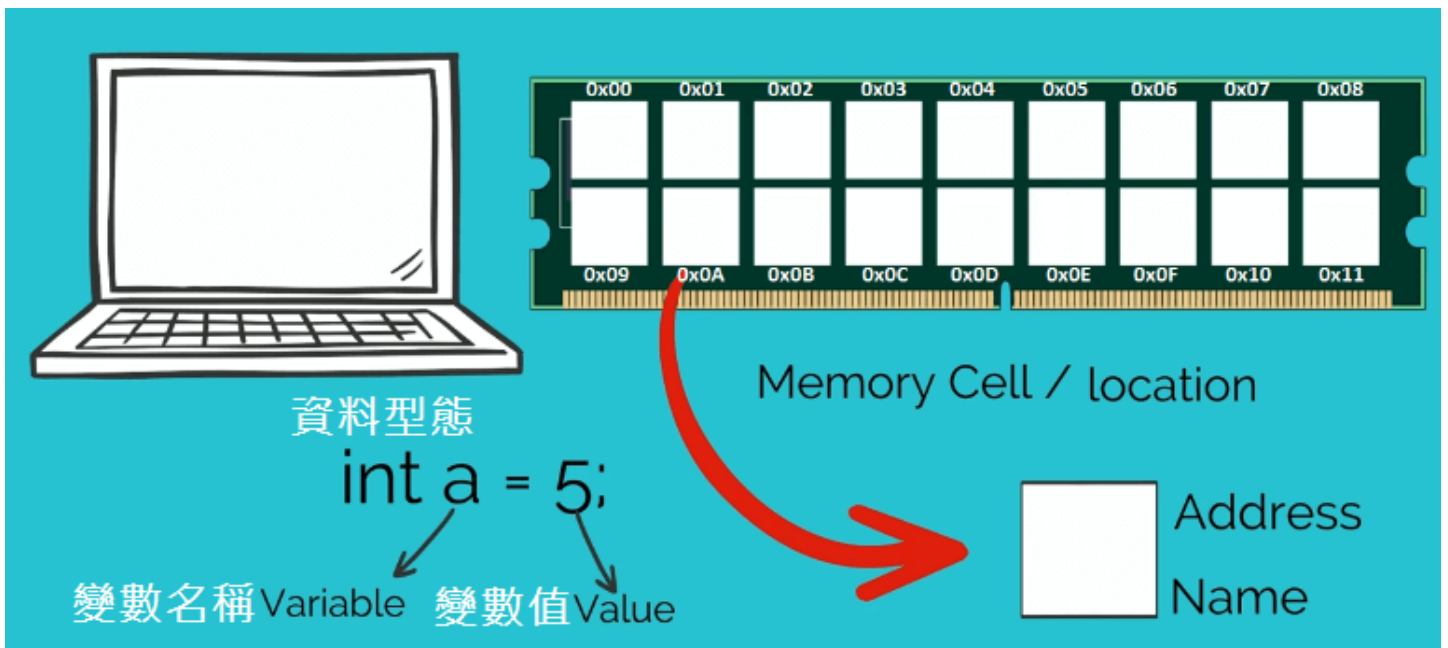 0x00 0x01 0x02 0x03 0x04 0x05 0x06 0x07 0x08
0x09 0x0A 0x0B 0x0C 0x0D 0x0E 0x0F 0x10 0x11
Memory Cell / location
資料型態
int a = 5;
變數名稱Variable 變數值Value
Address
Name